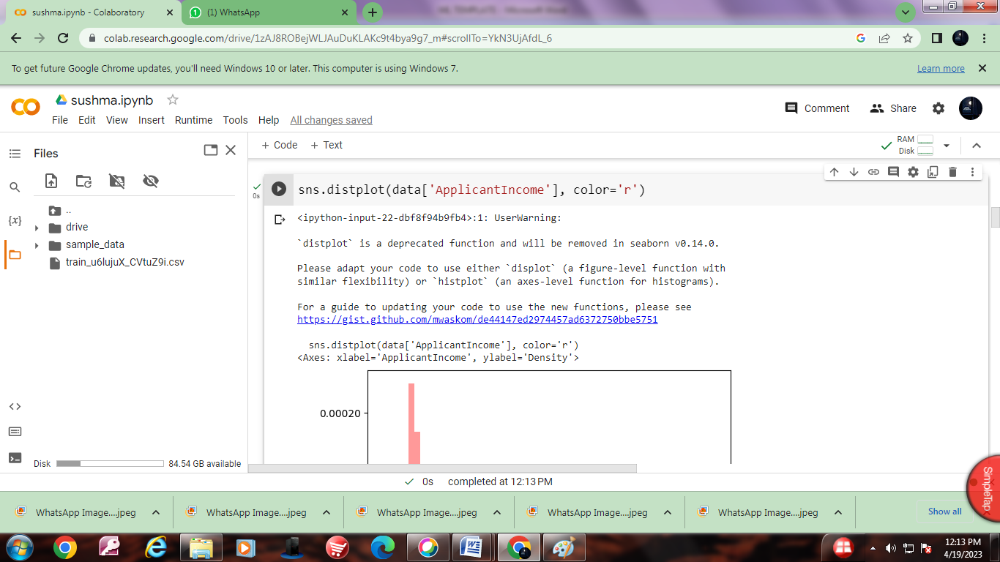 sushma.ipynb - Colaboratory
(1) WhatsApp
colab.research.google.com/drive/1zAJ8ROBejWLJAuDuKLAKc9t4bya9g7_m#scrollTo=YkN3UjAfdL_6
To get future Google Chrome updates, you'll need Windows 10 or later. This computer is using Windows 7.
Learn more
sushma.ipynb
File Edit View Insert Runtime Tools Help All changes saved
Comment
Share
Files
+ Code + Text
RAM
Disk
0s
sns.distplot(data['ApplicantIncome'], color='r')
..
drive
sample_data
train_u6lujuX_CVtuZ9i.csv
{x}
<ipython-input-22-dbf8f94b9fb4>:1: UserWarning:
`distplot` is a deprecated function and will be removed in seaborn v0.14.0.
Please adapt your code to use either `displot` (a figure-level function with
similar flexibility) or `histplot` (an axes-level function for histograms).
For a guide to updating your code to use the new functions, please see
https://gist.github.com/mwaskom/de44147ed2974457ad6372750bbe5751
sns.distplot(data['ApplicantIncome'], color='r')
<Axes: xlabel='ApplicantIncome', ylabel='Density'>
0.00020
Disk
84.54 GB available
0s completed at 12:13 PM
SimpleTap
WhatsApp Image....jpeg
WhatsApp Image....jpeg
WhatsApp Image....jpeg
WhatsApp Image....jpeg
WhatsApp Image....jpeg
Show all
12:13 PM
4/19/2023